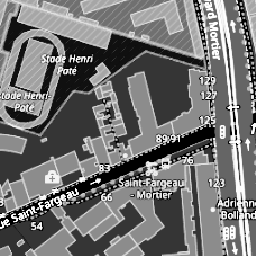 Stade Henri
Paté
Stade Henri-
Paté
d Mortier
129
127
125
89;91
83
76
Saint-Fargeau
- Mortier
123
66
54
ue Saint-Fargeau
Adrienne
Bolland